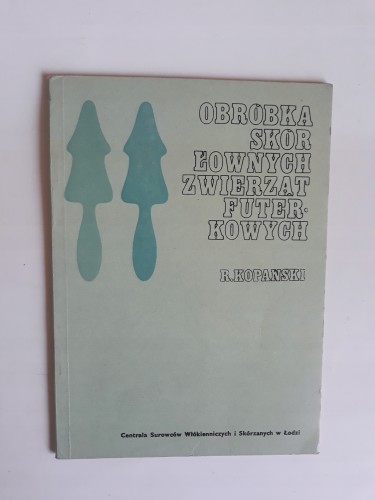 OBRÓBKA
SKÓR
ŁOWNYCH
ZWIERZĄT
FUTER-
KOWYCH
R. KOPAŃSKI
Centrala Surowców Włókienniczych i Skórzanych w Łodzi